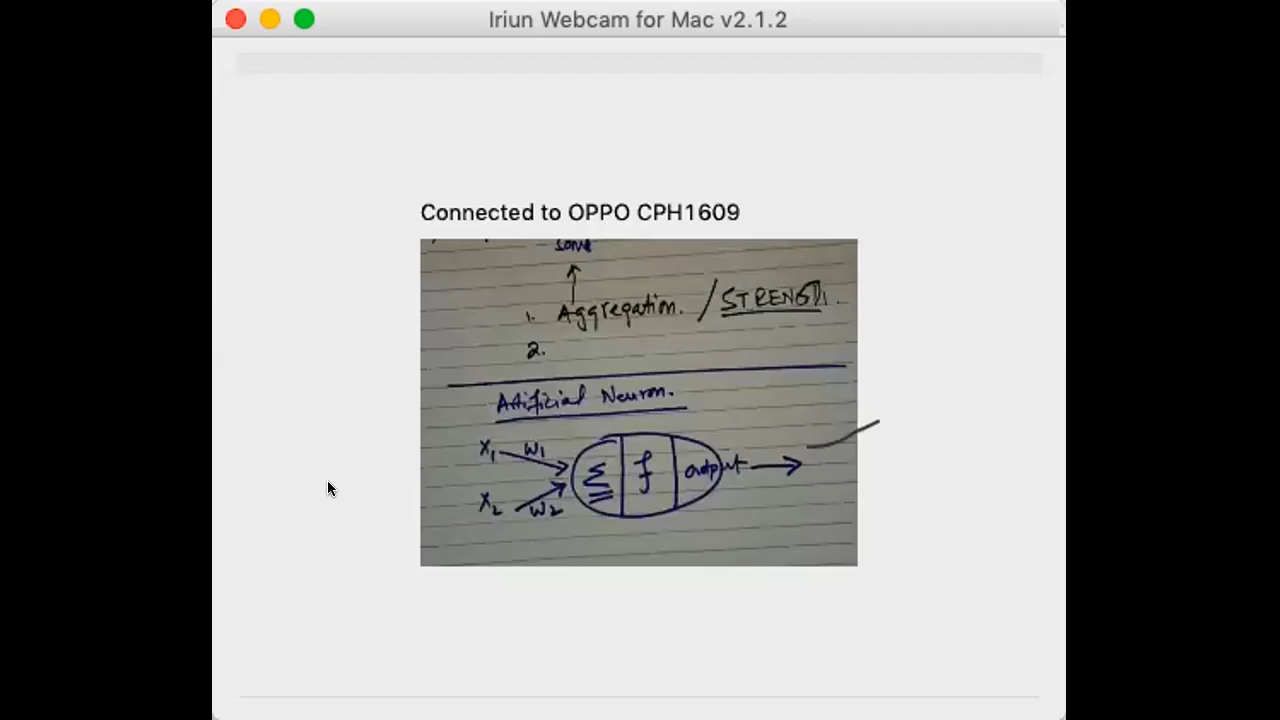 Iriun Webcam for Mac v2.1.2
Connected to OPPO CPH1609
some
1. Aggregation. / STRENGTH.
2.
Artificial Neuron.
X1 W1 Σ f output
X2 W2